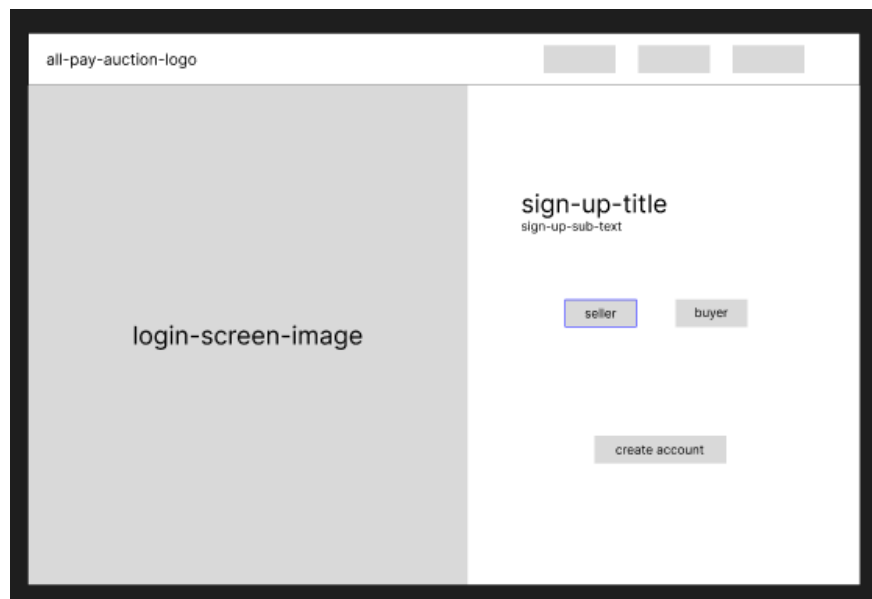 all-pay-auction-logo
sign-up-title
sign-up-sub-text
login-screen-image
seller
buyer
create account